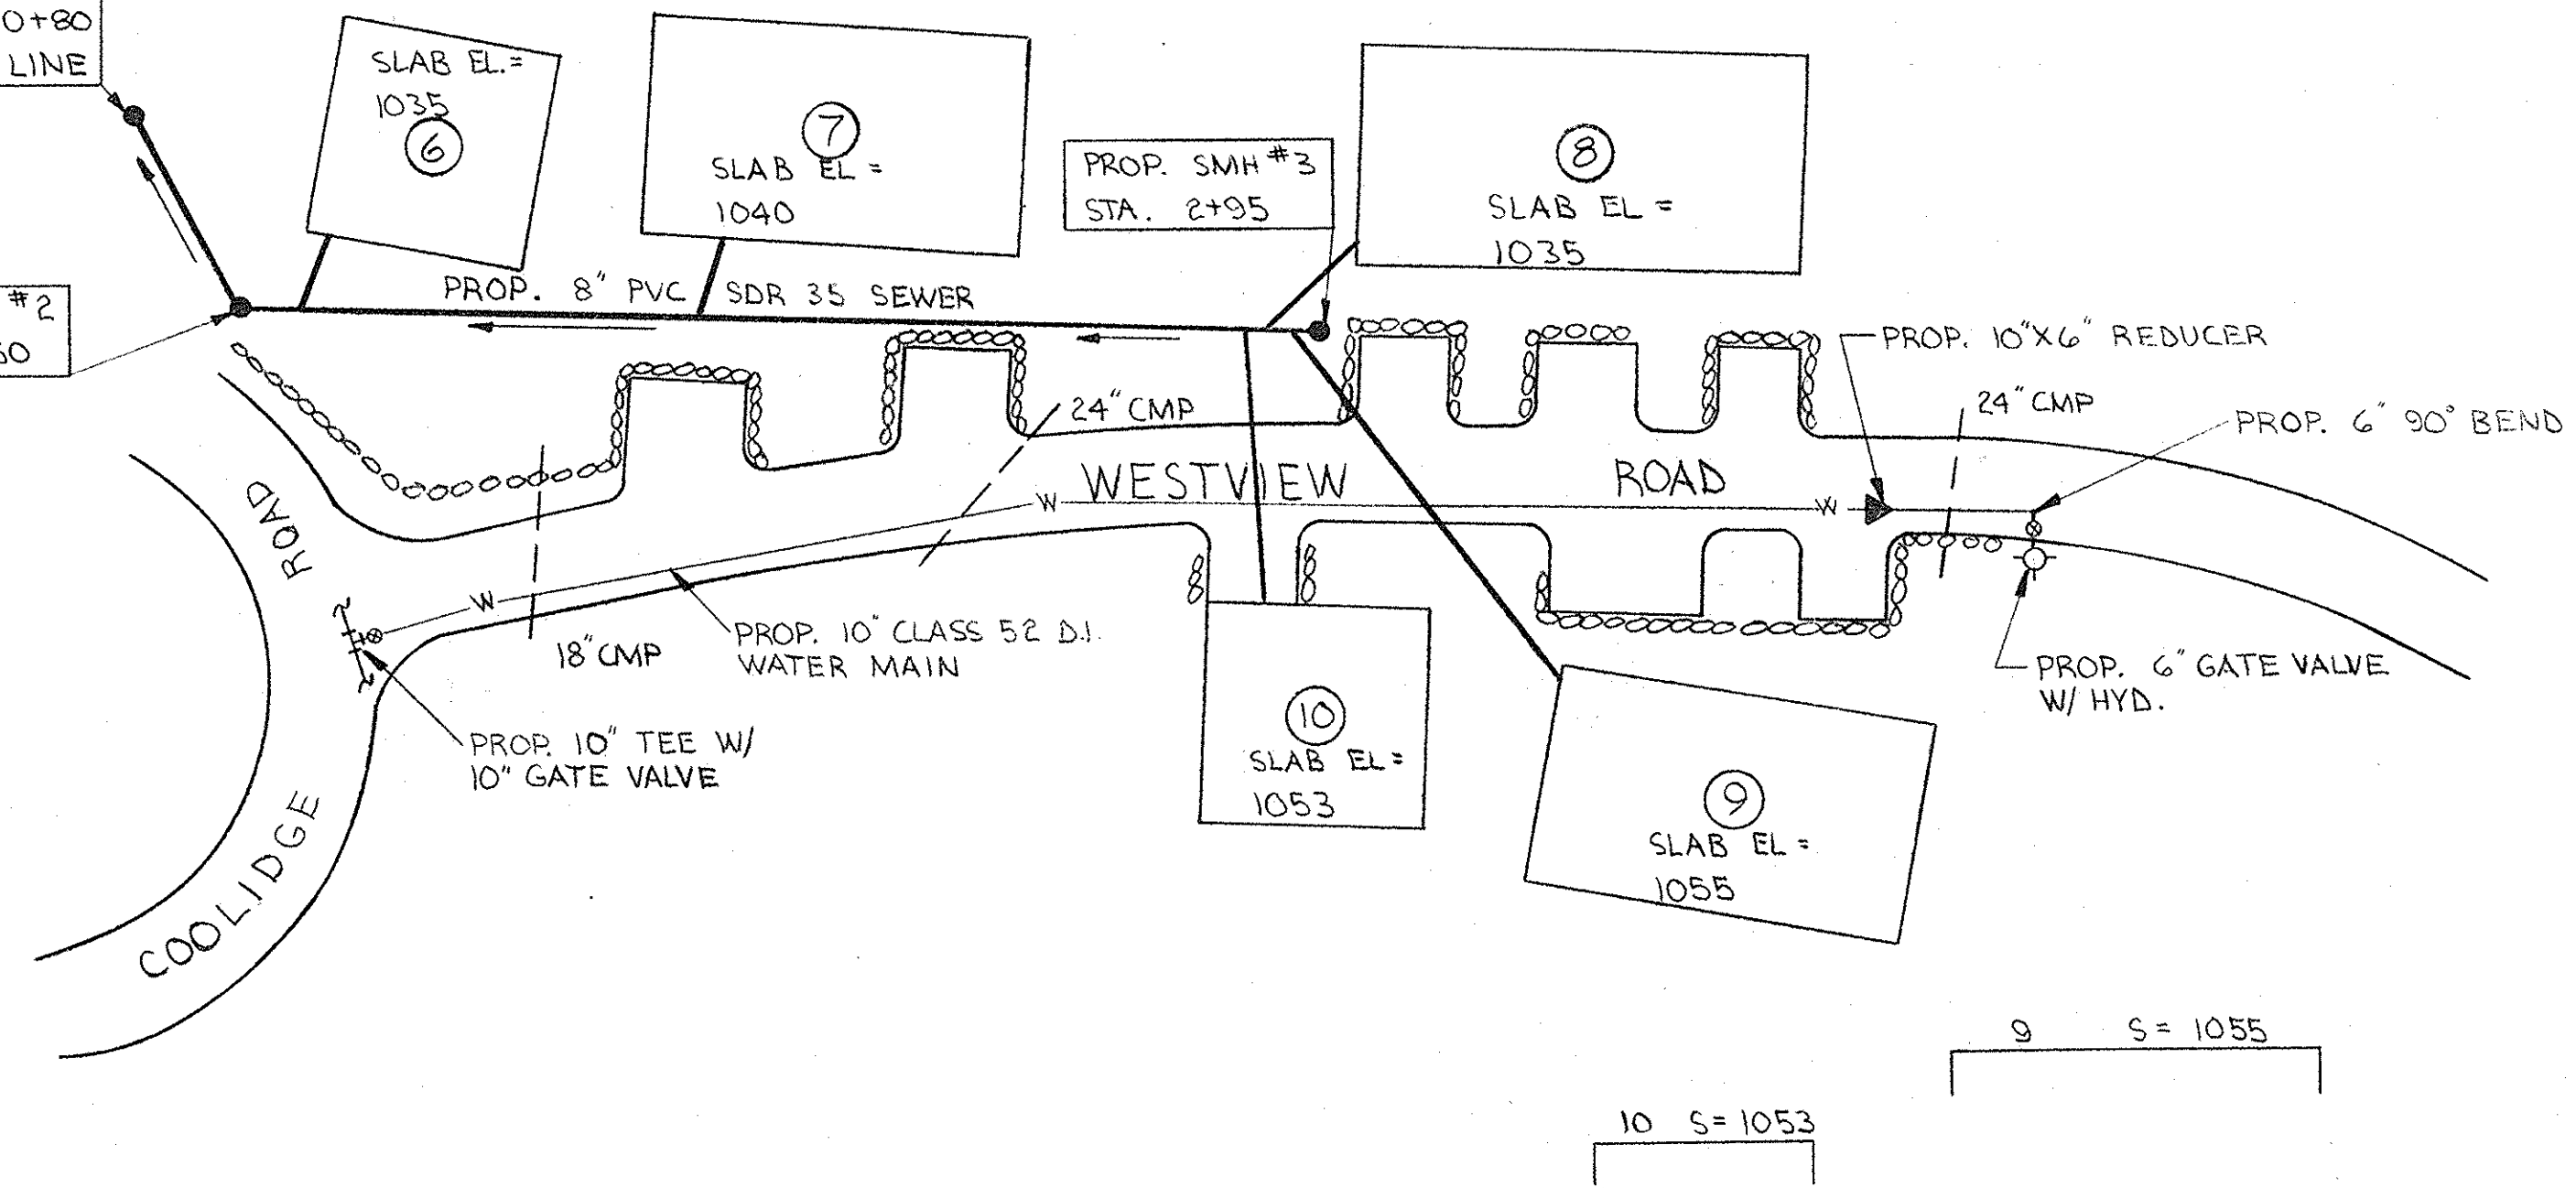 0+80
LINE
SLAB EL.=
1035
6
7
SLAB EL =
1040
PROP. SMH #3
STA. 2+95
8
SLAB EL =
1035
#2
PROP. 8" PVC SDR 35 SEWER
PROP. 10"X6" REDUCER
24" CMP
24" CMP
PROP. 6" 90° BEND
WESTVIEW ROAD
W
W
W
ROAD
18" CMP
PROP. 10" CLASS 52 D.I.
WATER MAIN
PROP. 6" GATE VALVE
W/ HYD.
PROP. 10" TEE W/
10" GATE VALVE
10
SLAB EL =
1053
9
SLAB EL =
1055
COOLIDGE
9 S = 1055
10 S = 1053